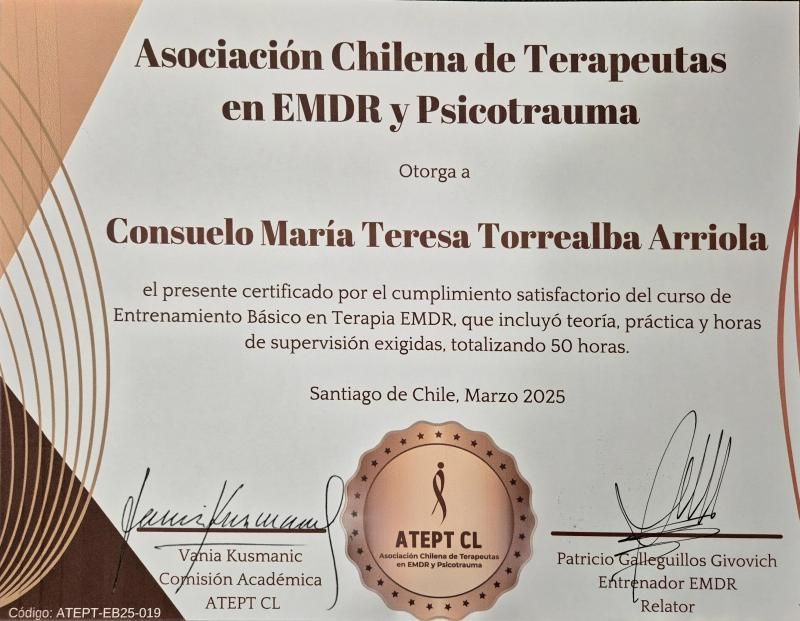 Asociación Chilena de Terapeutas
en EMDR y Psicotrauma
Otorga a
Consuelo María Teresa Torrealba Arriola
el presente certificado por el cumplimiento satisfactorio del curso de
Entrenamiento Básico en Terapia EMDR, que incluyó teoría, práctica y horas
de supervisión exigidas, totalizando 50 horas.
Santiago de Chile, Marzo 2025
ATEPT CL
Asociación Chilena de Terapeutas
en EMDR y Psicotrauma
Vania Kusmanic
Comisión Académica
ATEPT CL
Patricio Galleguillos Givovich
Entrenador EMDR
Relator
Código: ATEPT-EB25-019